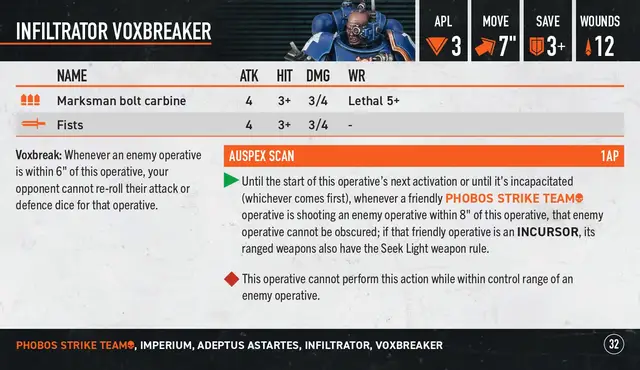 INFILTRATOR VOXBREAKER
APL
3
MOVE
7"
SAVE
3+
WOUNDS
12
NAME ATK HIT DMG WR
Marksman bolt carbine 4 3+ 3/4 Lethal 5+
Fists 4 3+ 3/4 -
Voxbreak: Whenever an enemy operative
is within 6" of this operative, your
opponent cannot re-roll their attack or
defence dice for that operative.
AUSPEX SCAN 1AP
Until the start of this operative's next activation or until it's incapacitated
(whichever comes first), whenever a friendly PHOBOS STRIKE TEAM
operative is shooting an enemy operative within 8" of this operative, that enemy
operative cannot be obscured; if that friendly operative is an INCURSOR, its
ranged weapons also have the Seek Light weapon rule.
This operative cannot perform this action while within control range of an
enemy operative.
PHOBOS STRIKE TEAM, IMPERIUM, ADEPTUS ASTARTES, INFILTRATOR, VOXBREAKER
32